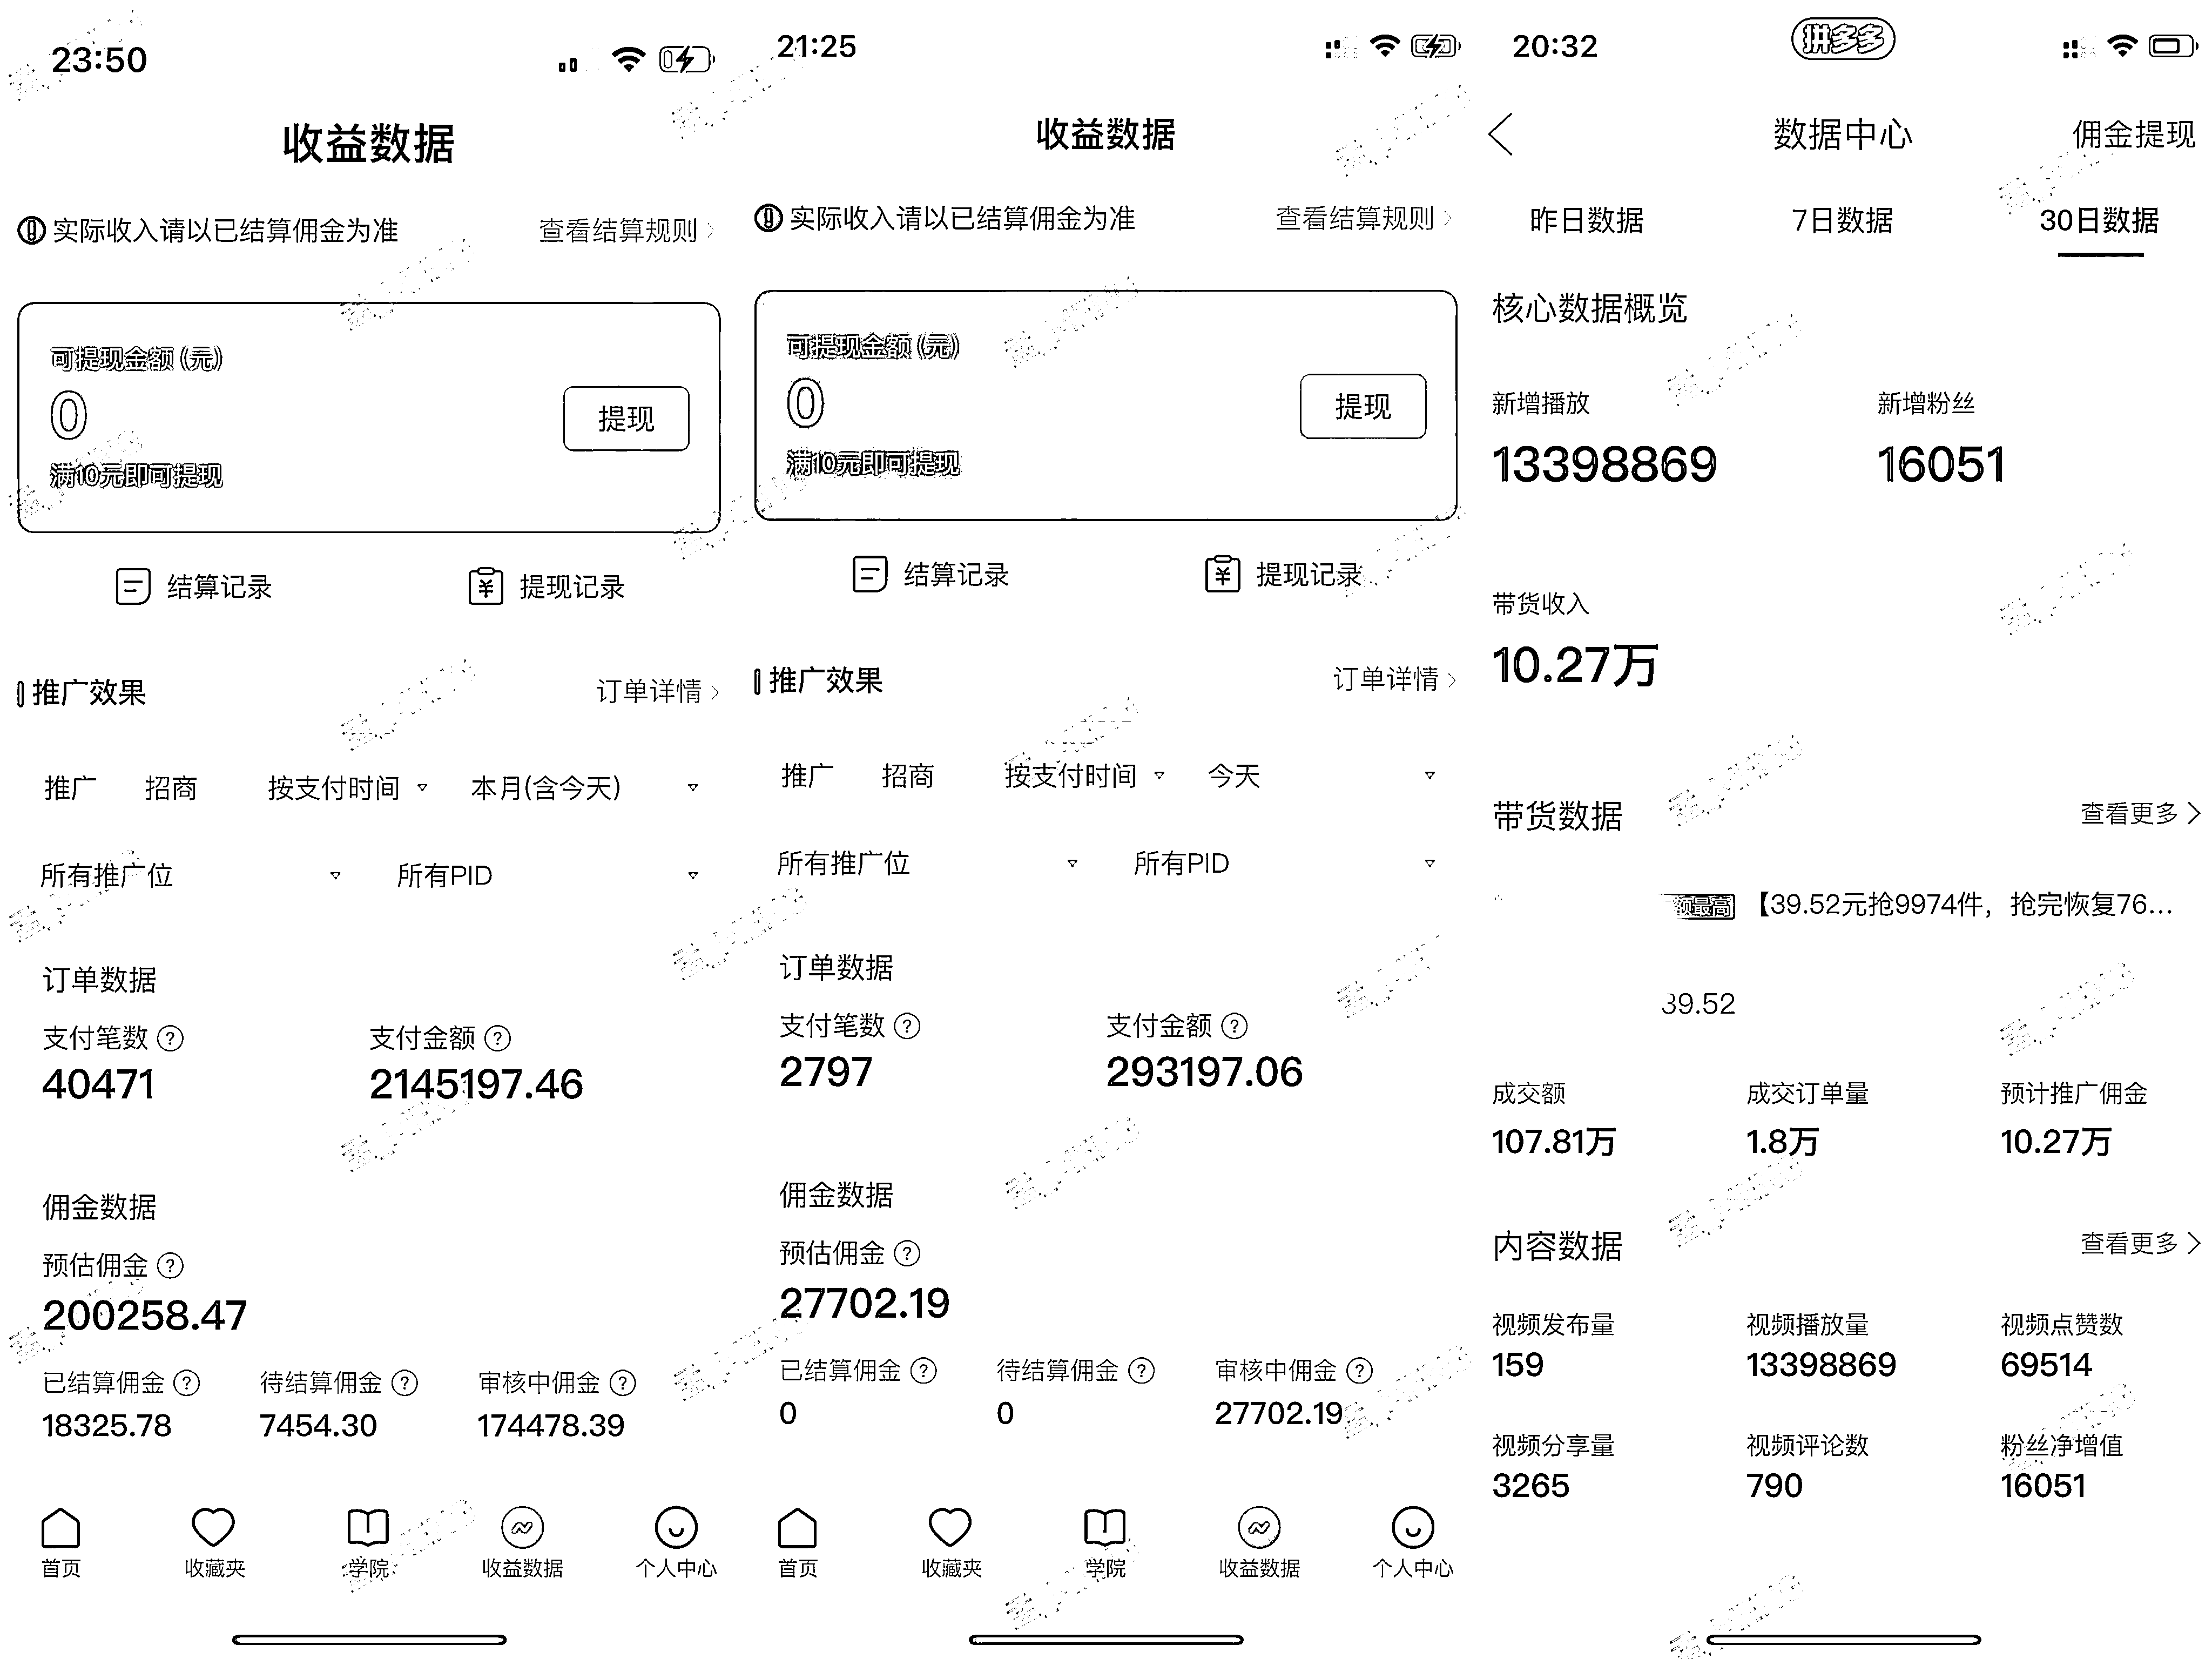 23:50
收益数据
实际收入请以已结算佣金为准 查看结算规则
可提现金额 (元)
0
提现
满10元即可提现
结算记录 提现记录
推广效果 订单详情
推广 招商 按支付时间 本月(含今天)
所有推广位 所有PID
订单数据
支付笔数 支付金额
40471 2145197.46
佣金数据
预估佣金
200258.47
已结算佣金 待结算佣金 审核中佣金
18325.78 7454.30 174478.39
首页 收藏夹 学院 收益数据 个人中心
21:25
收益数据
实际收入请以已结算佣金为准 查看结算规则
可提现金额 (元)
0
提现
满10元即可提现
结算记录 提现记录
推广效果 订单详情
推广 招商 按支付时间 今天
所有推广位 所有PID
订单数据
支付笔数 支付金额
2797 293197.06
佣金数据
预估佣金
27702.19
已结算佣金 待结算佣金 审核中佣金
0 0 27702.19
首页 收藏夹 学院 收益数据 个人中心
20:32 拼多多
数据中心 佣金提现
昨日数据 7日数据 30日数据
核心数据概览
新增播放 新增粉丝
13398869 16051
带货收入
10.27万
带货数据 查看更多
额最高 【39.52元抢9974件，抢完恢复76...
39.52
成交额 成交订单量 预计推广佣金
107.81万 1.8万 10.27万
内容数据 查看更多
视频发布量 视频播放量 视频点赞数
159 13398869 69514
视频分享量 视频评论数 粉丝净增值
3265 790 16051